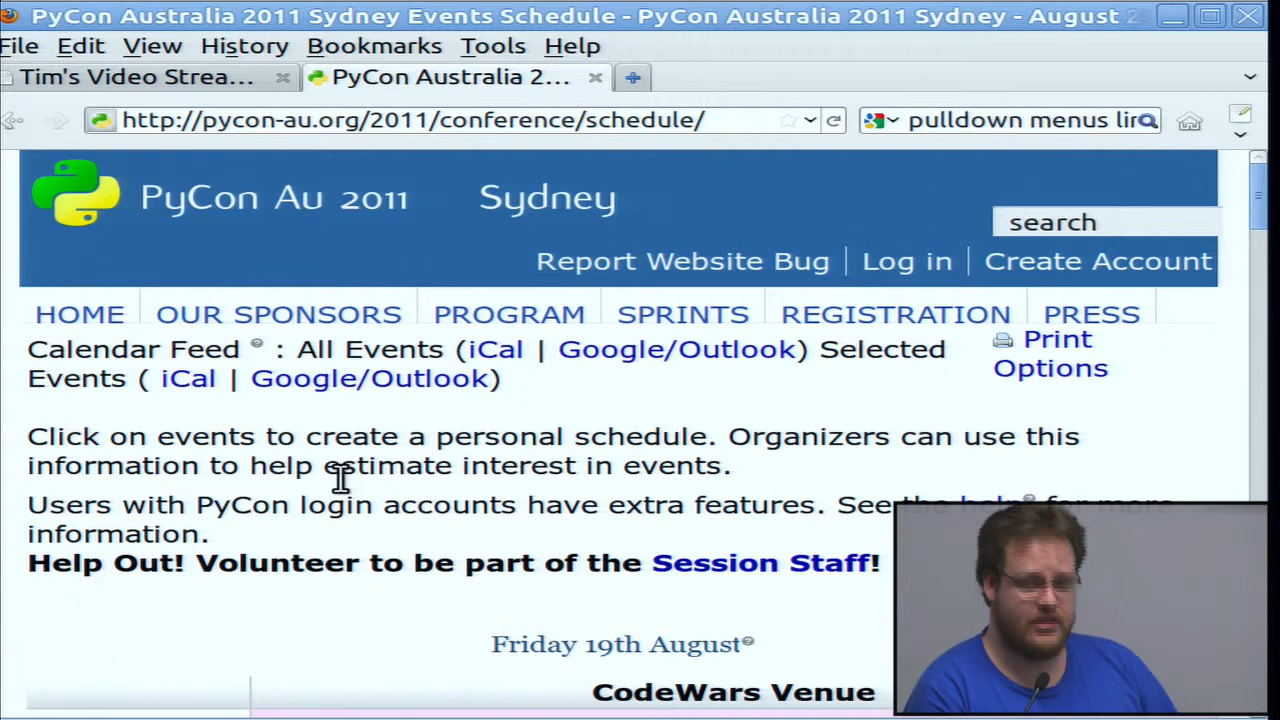 PyCon Australia 2011 Sydney Events Schedule - PyCon Australia 2011 Sydney - August
File Edit View History Bookmarks Tools Help
Tim's Video Strea... PyCon Australia 2...
http://pycon-au.org/2011/conference/schedule/ pulldown menus lin
PyCon Au 2011 Sydney
search
Report Website Bug Log in Create Account
HOME OUR SPONSORS PROGRAM SPRINTS REGISTRATION PRESS
Calendar Feed ? : All Events (iCal | Google/Outlook) Selected
Events ( iCal | Google/Outlook)
Print
Options
Click on events to create a personal schedule. Organizers can use this
information to help estimate interest in events.
Users with PyCon login accounts have extra features. See the help? for more
information.
Help Out! Volunteer to be part of the Session Staff!
Friday 19th August?
CodeWars Venue